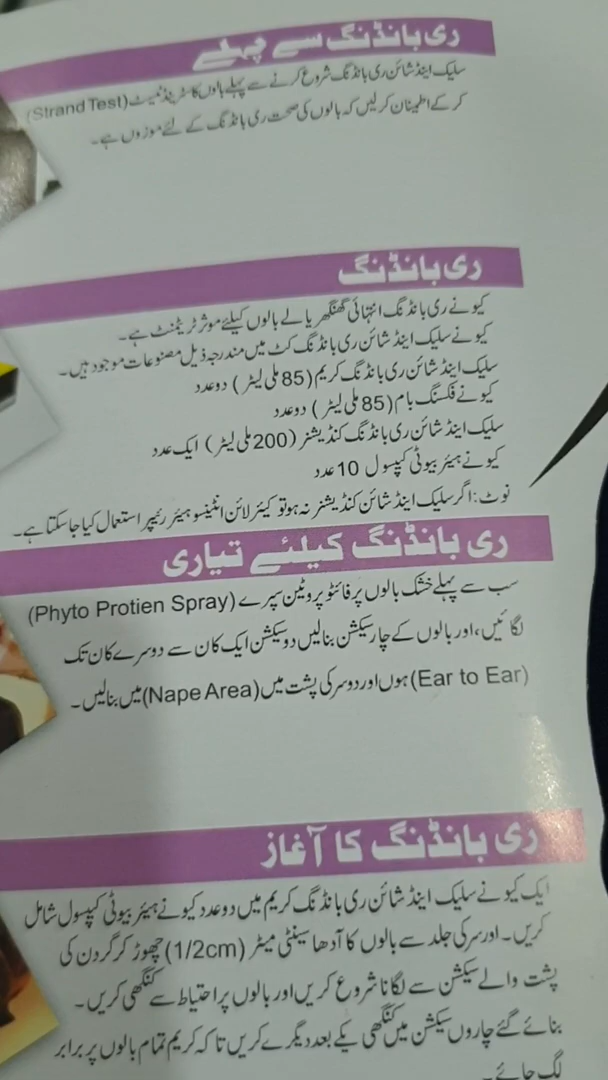 ری بانڈنگ سے پہلے
سلیک اینڈ شائن ری بانڈنگ شروع کرنے سے پہلے بالوں کا سٹرینڈ ٹیسٹ (Strand Test)
کر کے اطمینان کر لیں کہ بالوں کی صحت ری بانڈنگ کے لئے موزوں ہے۔
ری بانڈنگ
کیونے ری بانڈنگ انتہائی گھنگھریالے بالوں کیلئے موثر ٹریٹمنٹ ہے۔
کیونے سلیک اینڈ شائن ری بانڈنگ کٹ میں مندرجہ ذیل مصنوعات موجود ہیں۔
سلیک اینڈ شائن ری بانڈنگ کریم (85 ملی لیٹر) دو عدد
کیونے فکسنگ بام (85 ملی لیٹر) دو عدد
سلیک اینڈ شائن ری بانڈنگ کنڈیشنر (200 ملی لیٹر) ایک عدد
کیونے ہیئر بیوٹی کیپسول 10 عدد
نوٹ: اگر سلیک اینڈ شائن کنڈیشنر نہ ہو تو کیئر لائن انٹینسو ہیئر ریپیر استعمال کیا جا سکتا ہے۔
ری بانڈنگ کیلئے تیاری
سب سے پہلے خشک بالوں پر فائٹو پروٹین سپرے (Phyto Protien Spray)
لگائیں، اور بالوں کے چار سیکشن بنالیں دو سیکشن ایک کان سے دوسرے کان تک
(Ear to Ear) ہوں اور دوسر کی پشت میں (Nape Area) میں بنالیں۔
ری بانڈنگ کا آغاز
ایک کیونے سلیک اینڈ شائن ری بانڈنگ کریم میں دو عدد کیونے ہیئر بیوٹی کیپسول شامل
کریں۔ اور سر کی جلد سے بالوں کا آدھا سینٹی میٹر (1/2cm) چھوڑ کر گردن کی
پشت والے سیکشن سے لگانا شروع کریں اور بالوں پر احتیاط سے کنگھی کریں۔
بنائے گئے چاروں سیکشن میں کنگھی یکے بعد دیگرے کریں تاکہ کریم تمام بالوں پر برابر
لگ جائے۔